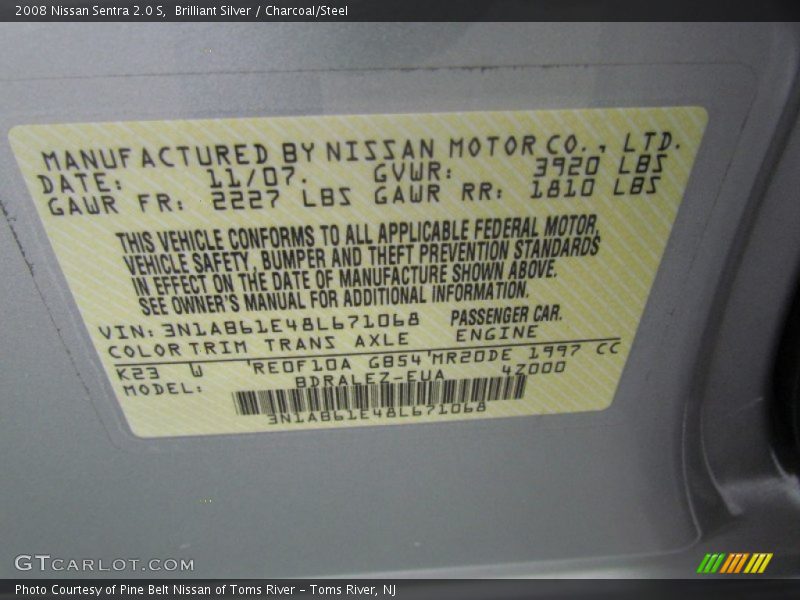 2008 Nissan Sentra 2.0 S,  Brilliant Silver / Charcoal/Steel
MANUFACTURED BY NISSAN MOTOR CO., LTD.
DATE: 11/07. GVWR: 3920 LBS
GAWR FR: 2227 LBS GAWR RR: 1810 LBS
THIS VEHICLE CONFORMS TO ALL APPLICABLE FEDERAL MOTOR
VEHICLE SAFETY, BUMPER AND THEFT PREVENTION STANDARDS
IN EFFECT ON THE DATE OF MANUFACTURE SHOWN ABOVE.
SEE OWNER'S MANUAL FOR ADDITIONAL INFORMATION.
VIN: 3N1AB61E48L671068 PASSENGER CAR.
COLOR TRIM TRANS AXLE ENGINE
K23 W RE0F10A GB54 MR20DE 1997 CC
MODEL: BDRALEZ-EUA 4Z000
3N1AB61E48L671068
GTCARLOT.COM
Photo Courtesy of Pine Belt Nissan of Toms River – Toms River, NJ